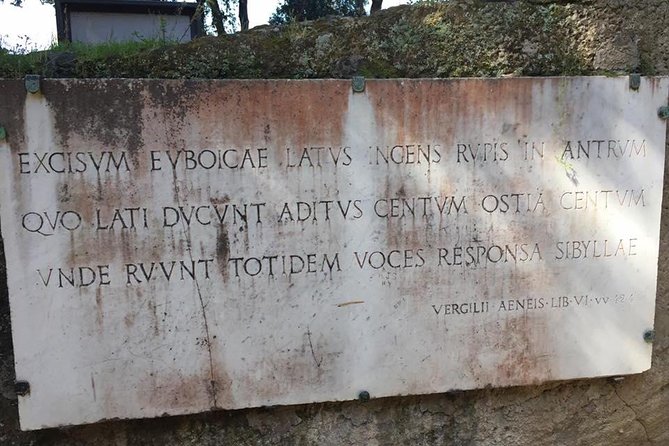 EXCISVM EVBOICAE LATVS INGENS RVPIS IN ANTRVM
QVO LATI DVCVNT ADITVS CENTVM OSTIA CENTVM
VNDE RVVNT TOTIDEM VOCES RESPONSA SIBYLLAE
VERGILII · AENEIS · LIB · VI · VV